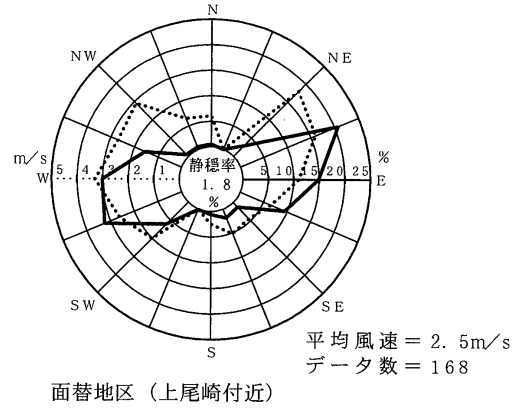 N
NW
NE
m/s
静穏率
%
5 4 3 2 1
1.8
5 10 15 20 25
W
%
E
SW
SE
S
平均風速＝2.5m/s
データ数＝168
面替地区（上尾崎付近）